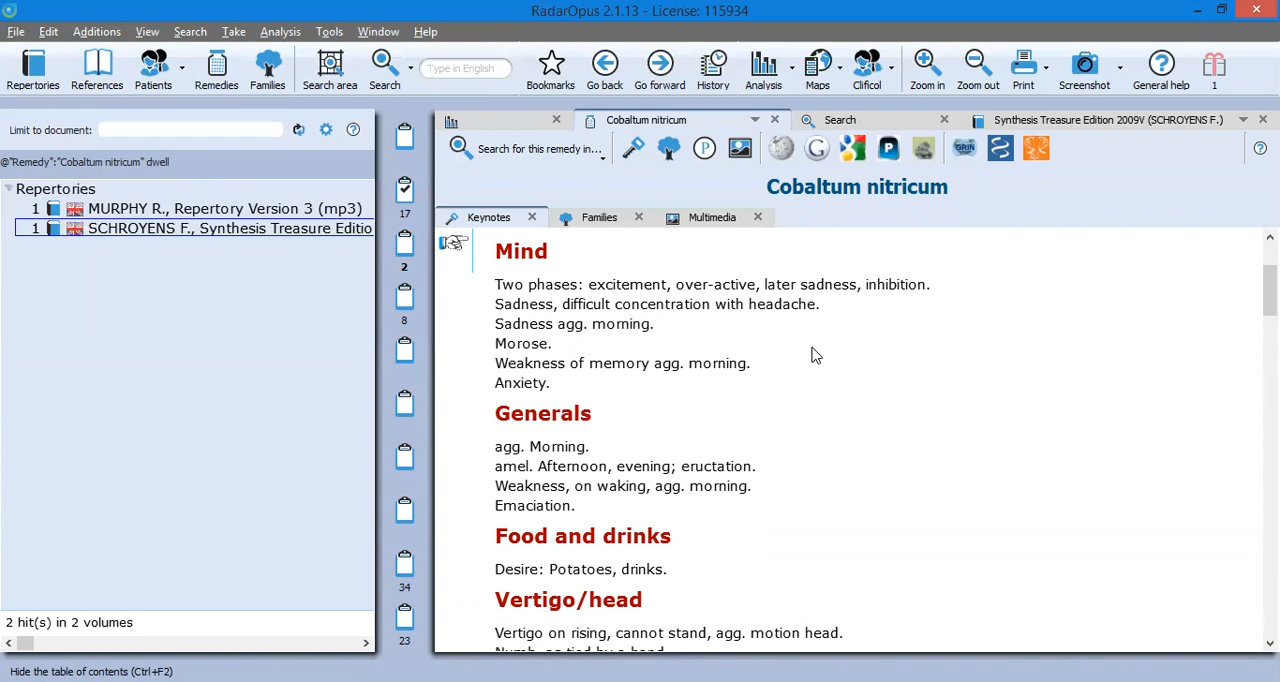 RadarOpus 2.1.13 - License: 115934
File Edit Additions View Search Take Analysis Tools Window Help
Type in English
Repertories References Patients Remedies Families Search area Search Bookmarks Go back Go forward History Analysis Maps Clificol Zoom in Zoom out Print Screenshot General help 1
Limit to document:
Cobaltum nitricum Search Synthesis Treasure Edition 2009V (SCHROYENS F.)
@"Remedy":"Cobaltum nitricum" dwell
Search for this remedy in...
Repertories
1 MURPHY R., Repertory Version 3 (mp3)
1 SCHROYENS F., Synthesis Treasure Editio
17
2
8
34
23
Cobaltum nitricum
Keynotes Families Multimedia
Mind
Two phases: excitement, over-active, later sadness, inhibition.
Sadness, difficult concentration with headache.
Sadness agg. morning.
Morose.
Weakness of memory agg. morning.
Anxiety.
Generals
agg. Morning.
amel. Afternoon, evening; eructation.
Weakness, on waking, agg. morning.
Emaciation.
Food and drinks
Desire: Potatoes, drinks.
Vertigo/head
Vertigo on rising, cannot stand, agg. motion head.
2 hit(s) in 2 volumes
Hide the table of contents (Ctrl+F2)